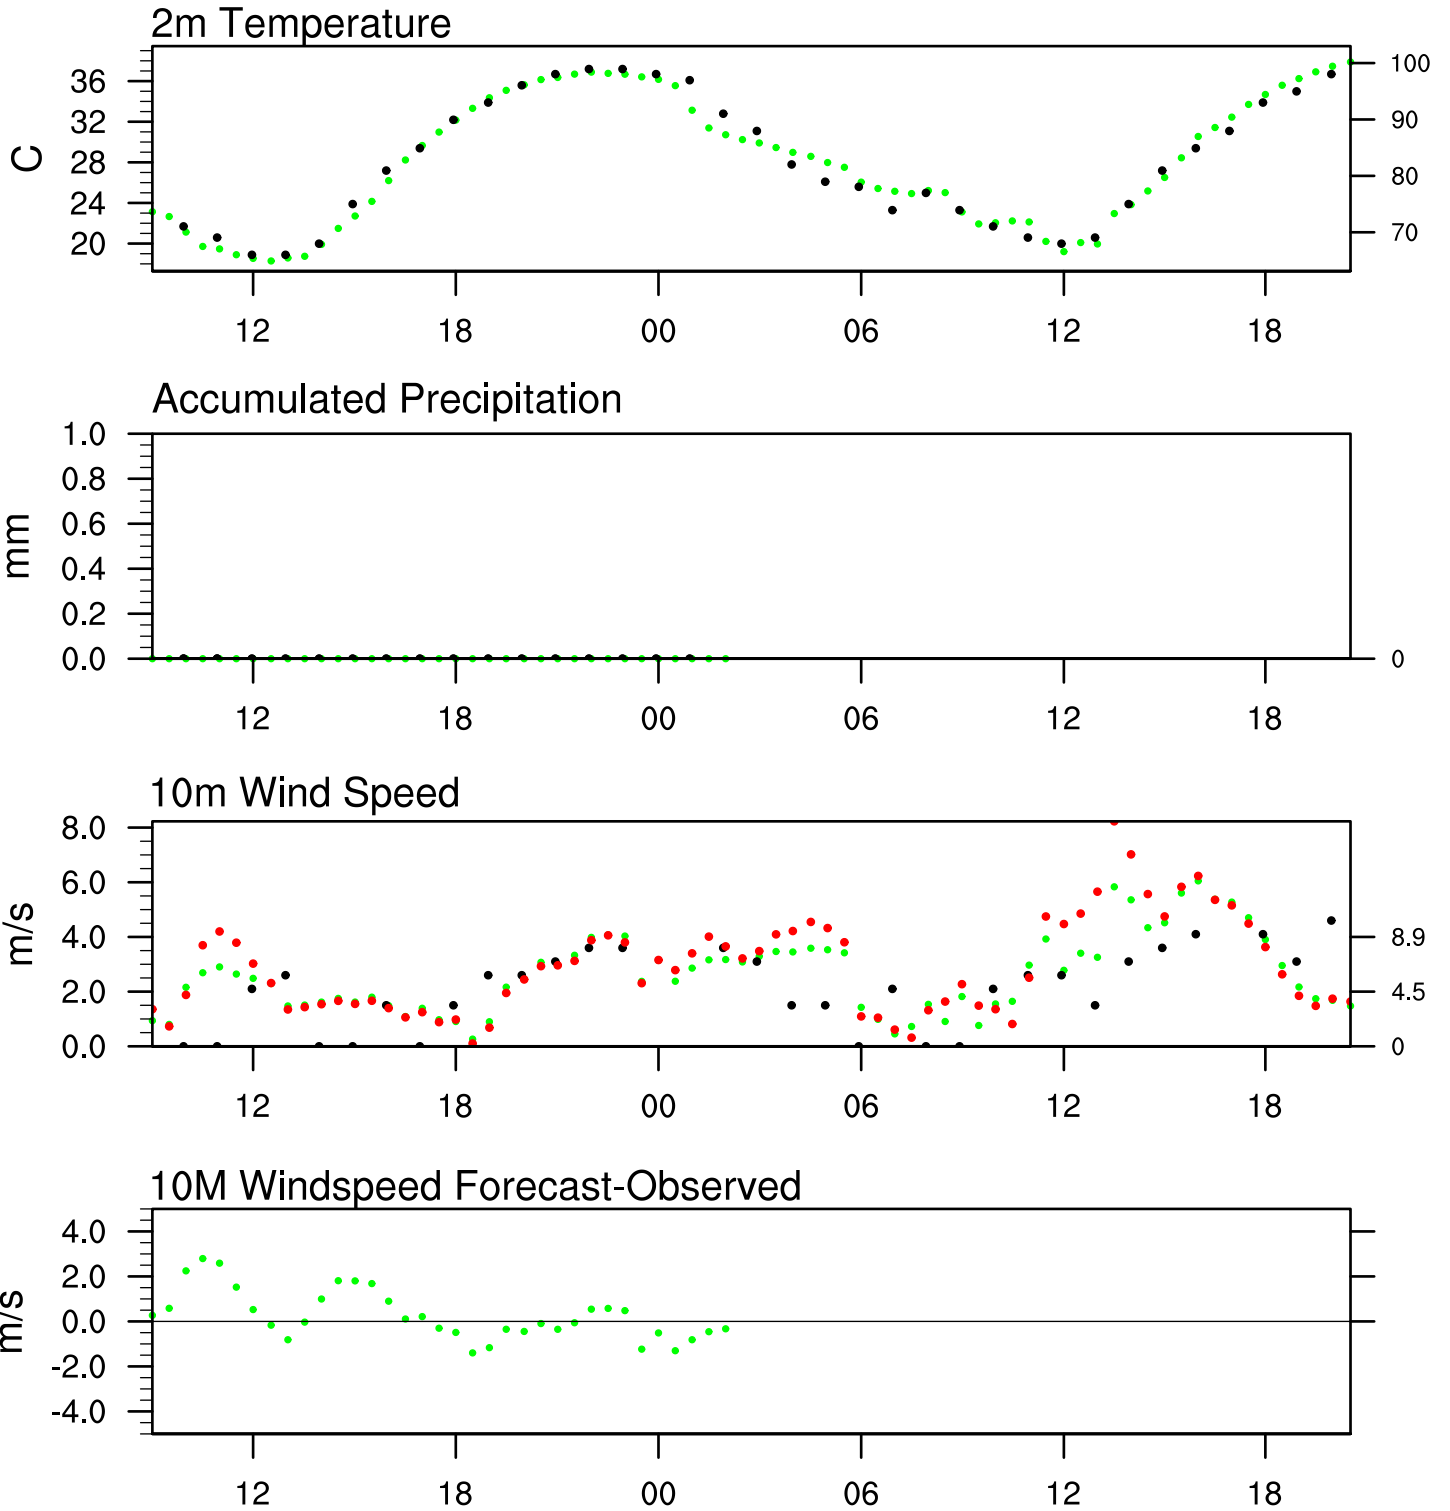 2m Temperature
36 100
32 90
C
28 80
24
20 70
12 18 00 06 12 18
Accumulated Precipitation
1.0
0.8
0.6
mm
0.4
0.2
0.0 0
12 18 00 06 12 18
10m Wind Speed
8.0
6.0
m/s
4.0 8.9
2.0 4.5
0.0 0
12 18 00 06 12 18
10M Windspeed Forecast-Observed
4.0
2.0
m/s
0.0
-2.0
-4.0
12 18 00 06 12 18